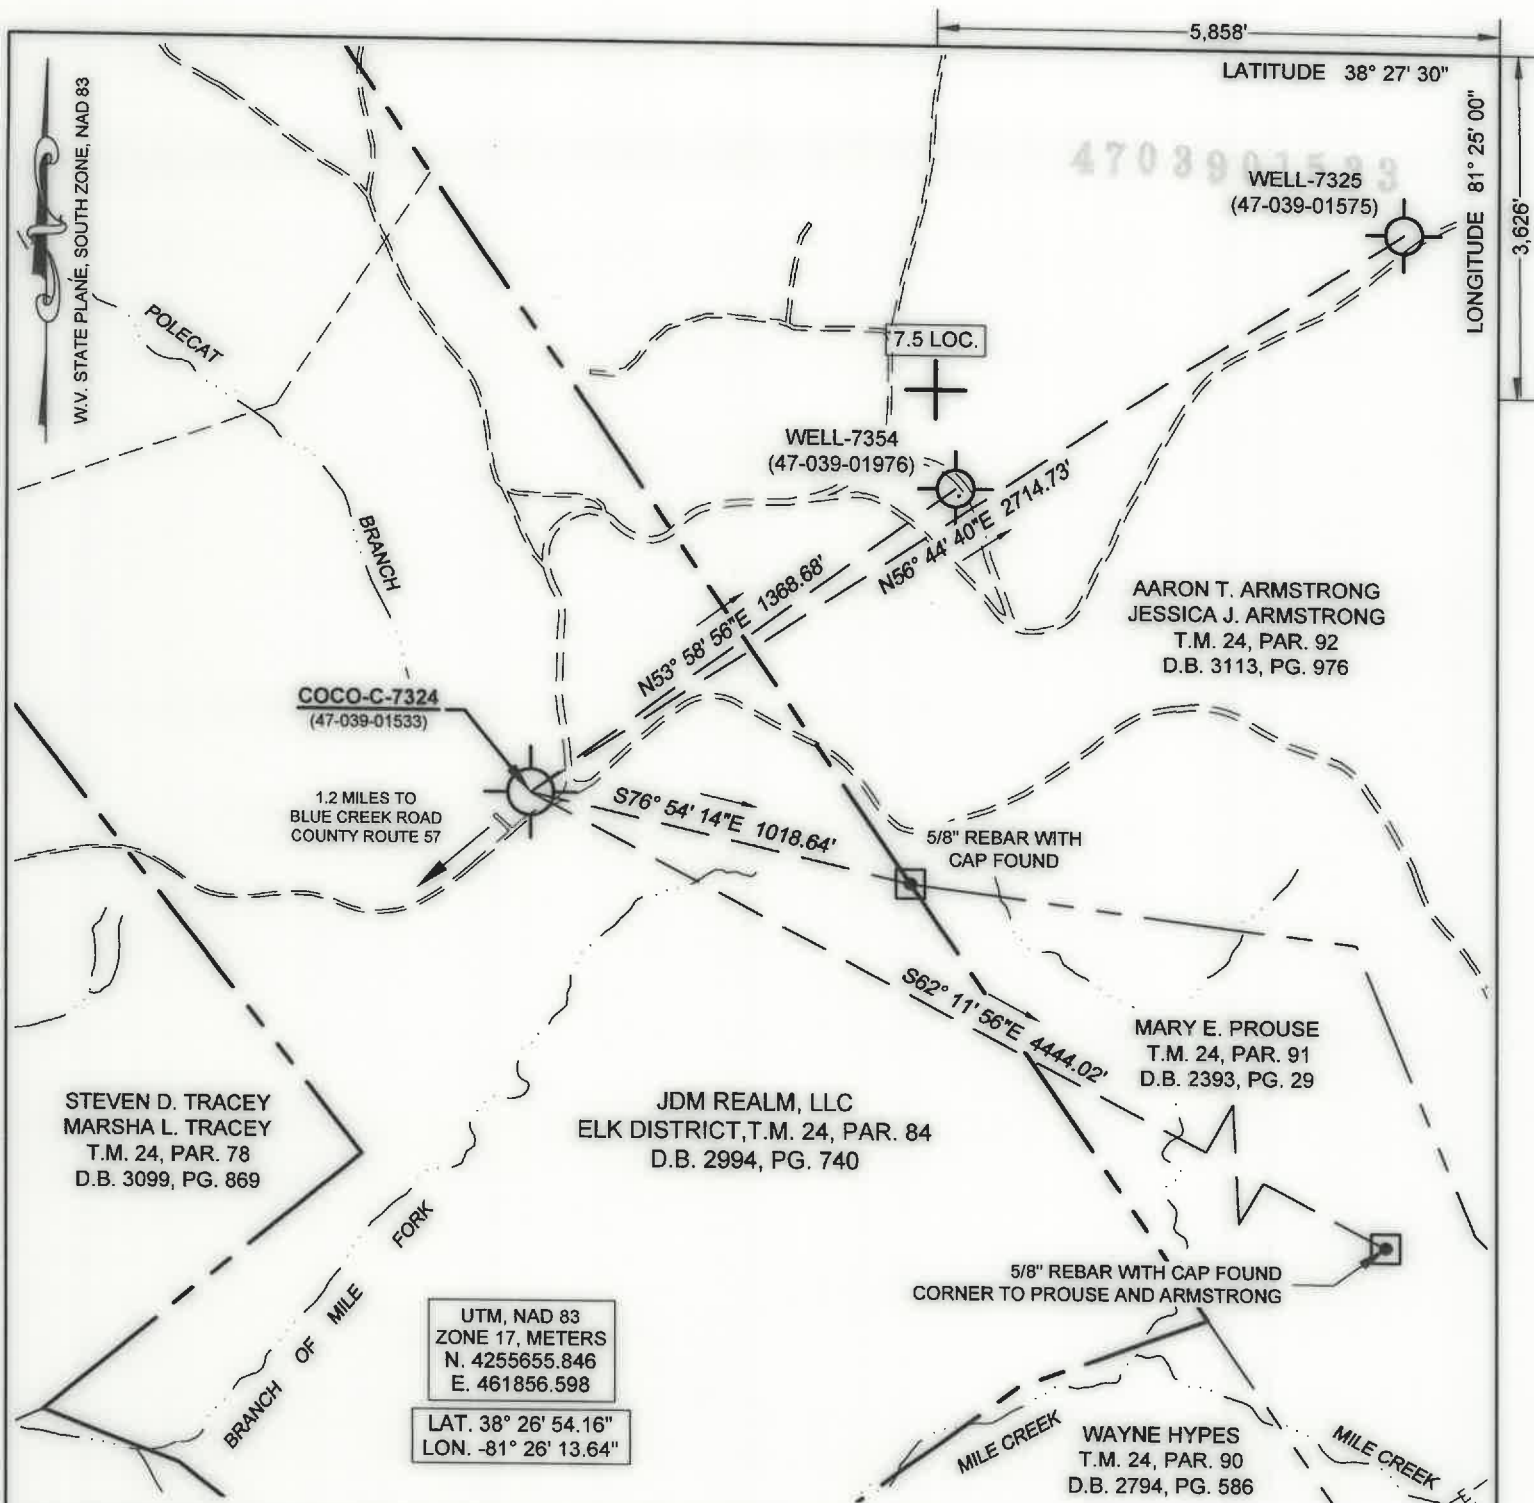 5,858'
LATITUDE 38° 27' 30"
LONGITUDE 81° 25' 00"
3,626'
W.V. STATE PLANE, SOUTH ZONE, NAD 83
WELL-7325
(47-039-01575)
POLECAT
BRANCH
7.5 LOC.
WELL-7354
(47-039-01976)
N56° 44' 40"E 2714.73'
N53° 58' 56"E 1368.68'
AARON T. ARMSTRONG
JESSICA J. ARMSTRONG
T.M. 24, PAR. 92
D.B. 3113, PG. 976
COCO-C-7324
(47-039-01533)
1.2 MILES TO
BLUE CREEK ROAD
COUNTY ROUTE 57
S76° 54' 14"E 1018.64'
5/8" REBAR WITH
CAP FOUND
S62° 11' 56"E 4444.02'
MARY E. PROUSE
T.M. 24, PAR. 91
D.B. 2393, PG. 29
STEVEN D. TRACEY
MARSHA L. TRACEY
T.M. 24, PAR. 78
D.B. 3099, PG. 869
JDM REALM, LLC
ELK DISTRICT,T.M. 24, PAR. 84
D.B. 2994, PG. 740
BRANCH OF MILE FORK
5/8" REBAR WITH CAP FOUND
CORNER TO PROUSE AND ARMSTRONG
UTM, NAD 83
ZONE 17, METERS
N. 4255655.846
E. 461856.598
LAT. 38° 26' 54.16"
LON. -81° 26' 13.64"
MILE CREEK
WAYNE HYPES
T.M. 24, PAR. 90
D.B. 2794, PG. 586
MILE CREEK